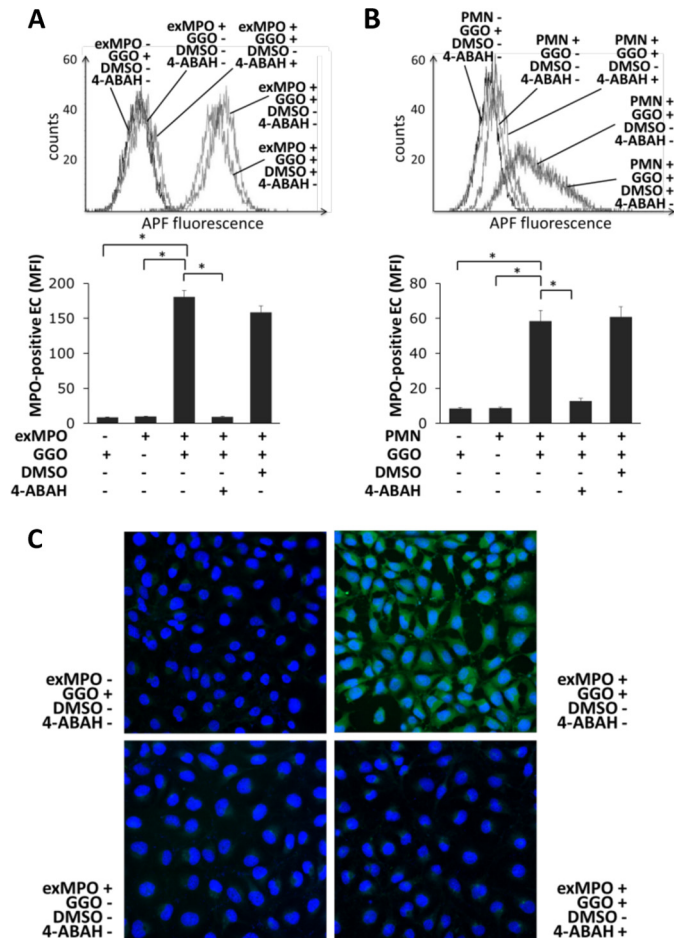 A
exMPO -
GGO +
DMSO -
4-ABAH -
exMPO +
GGO -
DMSO -
4-ABAH -
exMPO +
GGO +
DMSO -
4-ABAH +
exMPO +
GGO +
DMSO -
4-ABAH -
exMPO +
GGO +
DMSO +
4-ABAH -
counts
60
40
20
APF fluorescence
B
PMN -
GGO +
DMSO -
4-ABAH -
PMN +
GGO -
DMSO -
4-ABAH -
PMN +
GGO +
DMSO -
4-ABAH +
PMN +
GGO +
DMSO -
4-ABAH -
PMN +
GGO +
DMSO +
4-ABAH -
counts
60
40
20
APF fluorescence
MPO-positive EC (MFI)
200
150
100
50
0
* * *
exMPO - + + + +
GGO + - + + +
DMSO - - - - +
4-ABAH - - - + -
MPO-positive EC (MFI)
80
60
40
20
0
* * *
PMN - + + + +
GGO + - + + +
DMSO - - - - +
4-ABAH - - - + -
C
exMPO -
GGO +
DMSO -
4-ABAH -
exMPO +
GGO +
DMSO -
4-ABAH -
exMPO +
GGO -
DMSO -
4-ABAH -
exMPO +
GGO +
DMSO -
4-ABAH +